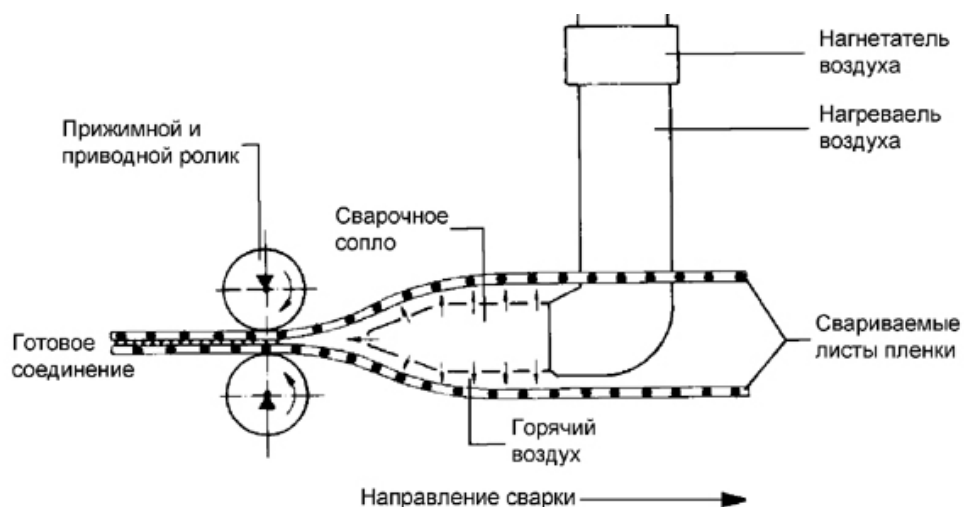 Нагнетатель
воздуха
Нагреваель
воздуха
Прижимной и
приводной ролик
Сварочное
сопло
Готовое
соединение
Свариваемые
листы пленки
Горячий
воздух
Направление сварки